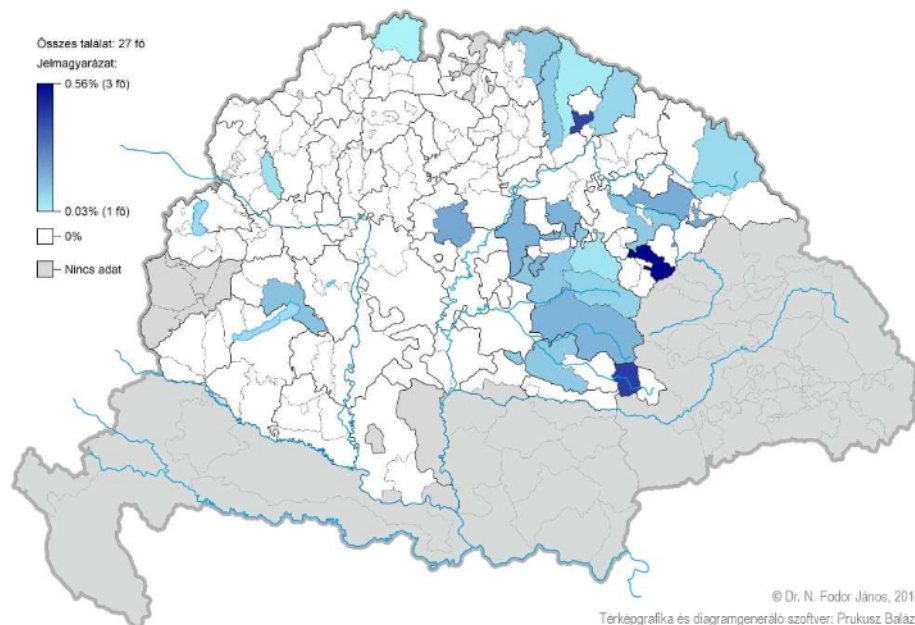 Összes találat: 27 fő
Jelmagyarázat:
0.56% (3 fő)
0.03% (1 fő)
0%
Nincs adat
© Dr. N. Fodor János, 201
Térképgrafika és diagramgeneráló szoftver: Prukusz Baláz